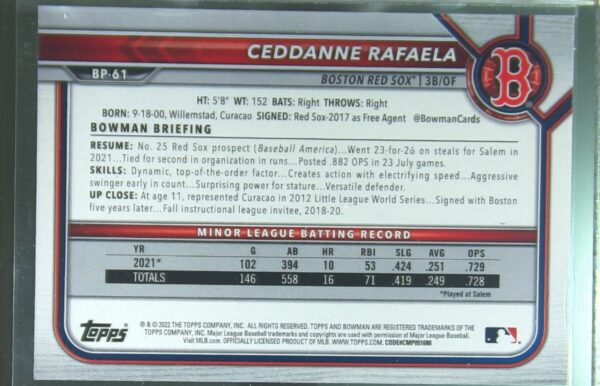 CEDDANNE RAFAELA
BP-61
BOSTON RED SOX® | 3B/OF
B
HT: 5'8" WT: 152 BATS: Right THROWS: Right
BORN: 9-18-00, Willemstad, Curacao SIGNED: Red Sox-2017 as Free Agent @BowmanCards
BOWMAN BRIEFING
RESUME: No. 25 Red Sox prospect (Baseball America)...Went 23-for-26 on steals for Salem in
2021...Tied for second in organization in runs...Posted .882 OPS in 23 July games.
SKILLS: Dynamic, top-of-the-order factor...Creates action with electrifying speed...Aggressive
swinger early in count...Surprising power for stature...Versatile defender.
UP CLOSE: At age 11, represented Curacao in 2012 Little League World Series...Signed with Boston
five years later...Fall instructional league invitee, 2018-20.
MINOR LEAGUE BATTING RECORD
YR G AB HR RBI SLG AVG OPS
2021* 102 394 10 53 .424 .251 .729
TOTALS 146 558 16 71 .419 .249 .728
*Played at Salem
topps
® & © 2022 THE TOPPS COMPANY, INC. ALL RIGHTS RESERVED. TOPPS AND BOWMAN ARE REGISTERED TRADEMARKS OF THE
TOPPS COMPANY, INC. Major League Baseball trademarks and copyrights are used with permission of Major League Baseball.
Visit MLB.com. OFFICIALLY LICENSED PRODUCT OF MLB. WWW.TOPPS.COM. CODE#CMP051680